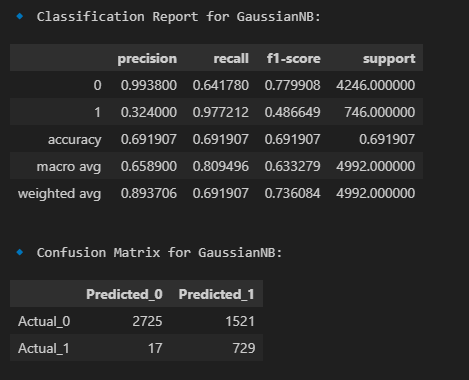 🔹 Classification Report for GaussianNB:
precision recall f1-score support
0 0.993800 0.641780 0.779908 4246.000000
1 0.324000 0.977212 0.486649 746.000000
accuracy 0.691907 0.691907 0.691907 0.691907
macro avg 0.658900 0.809496 0.633279 4992.000000
weighted avg 0.893706 0.691907 0.736084 4992.000000
🔹 Confusion Matrix for GaussianNB:
Predicted_0 Predicted_1
Actual_0 2725 1521
Actual_1 17 729